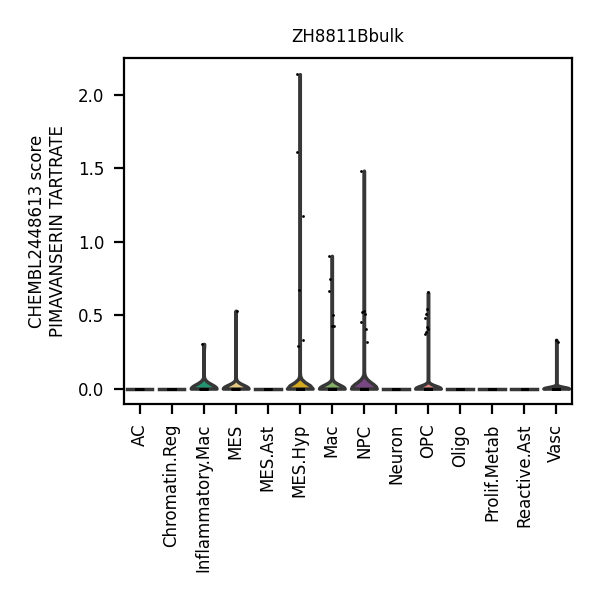 ZH8811Bbulk
CHEMBL2448613 score
PIMAVANSERIN TARTRATE
2.0
1.5
1.0
0.5
0.0
AC
Chromatin.Reg
Inflammatory.Mac
MES
MES.Ast
MES.Hyp
Mac
NPC
Neuron
OPC
Oligo
Prolif.Metab
Reactive.Ast
Vasc